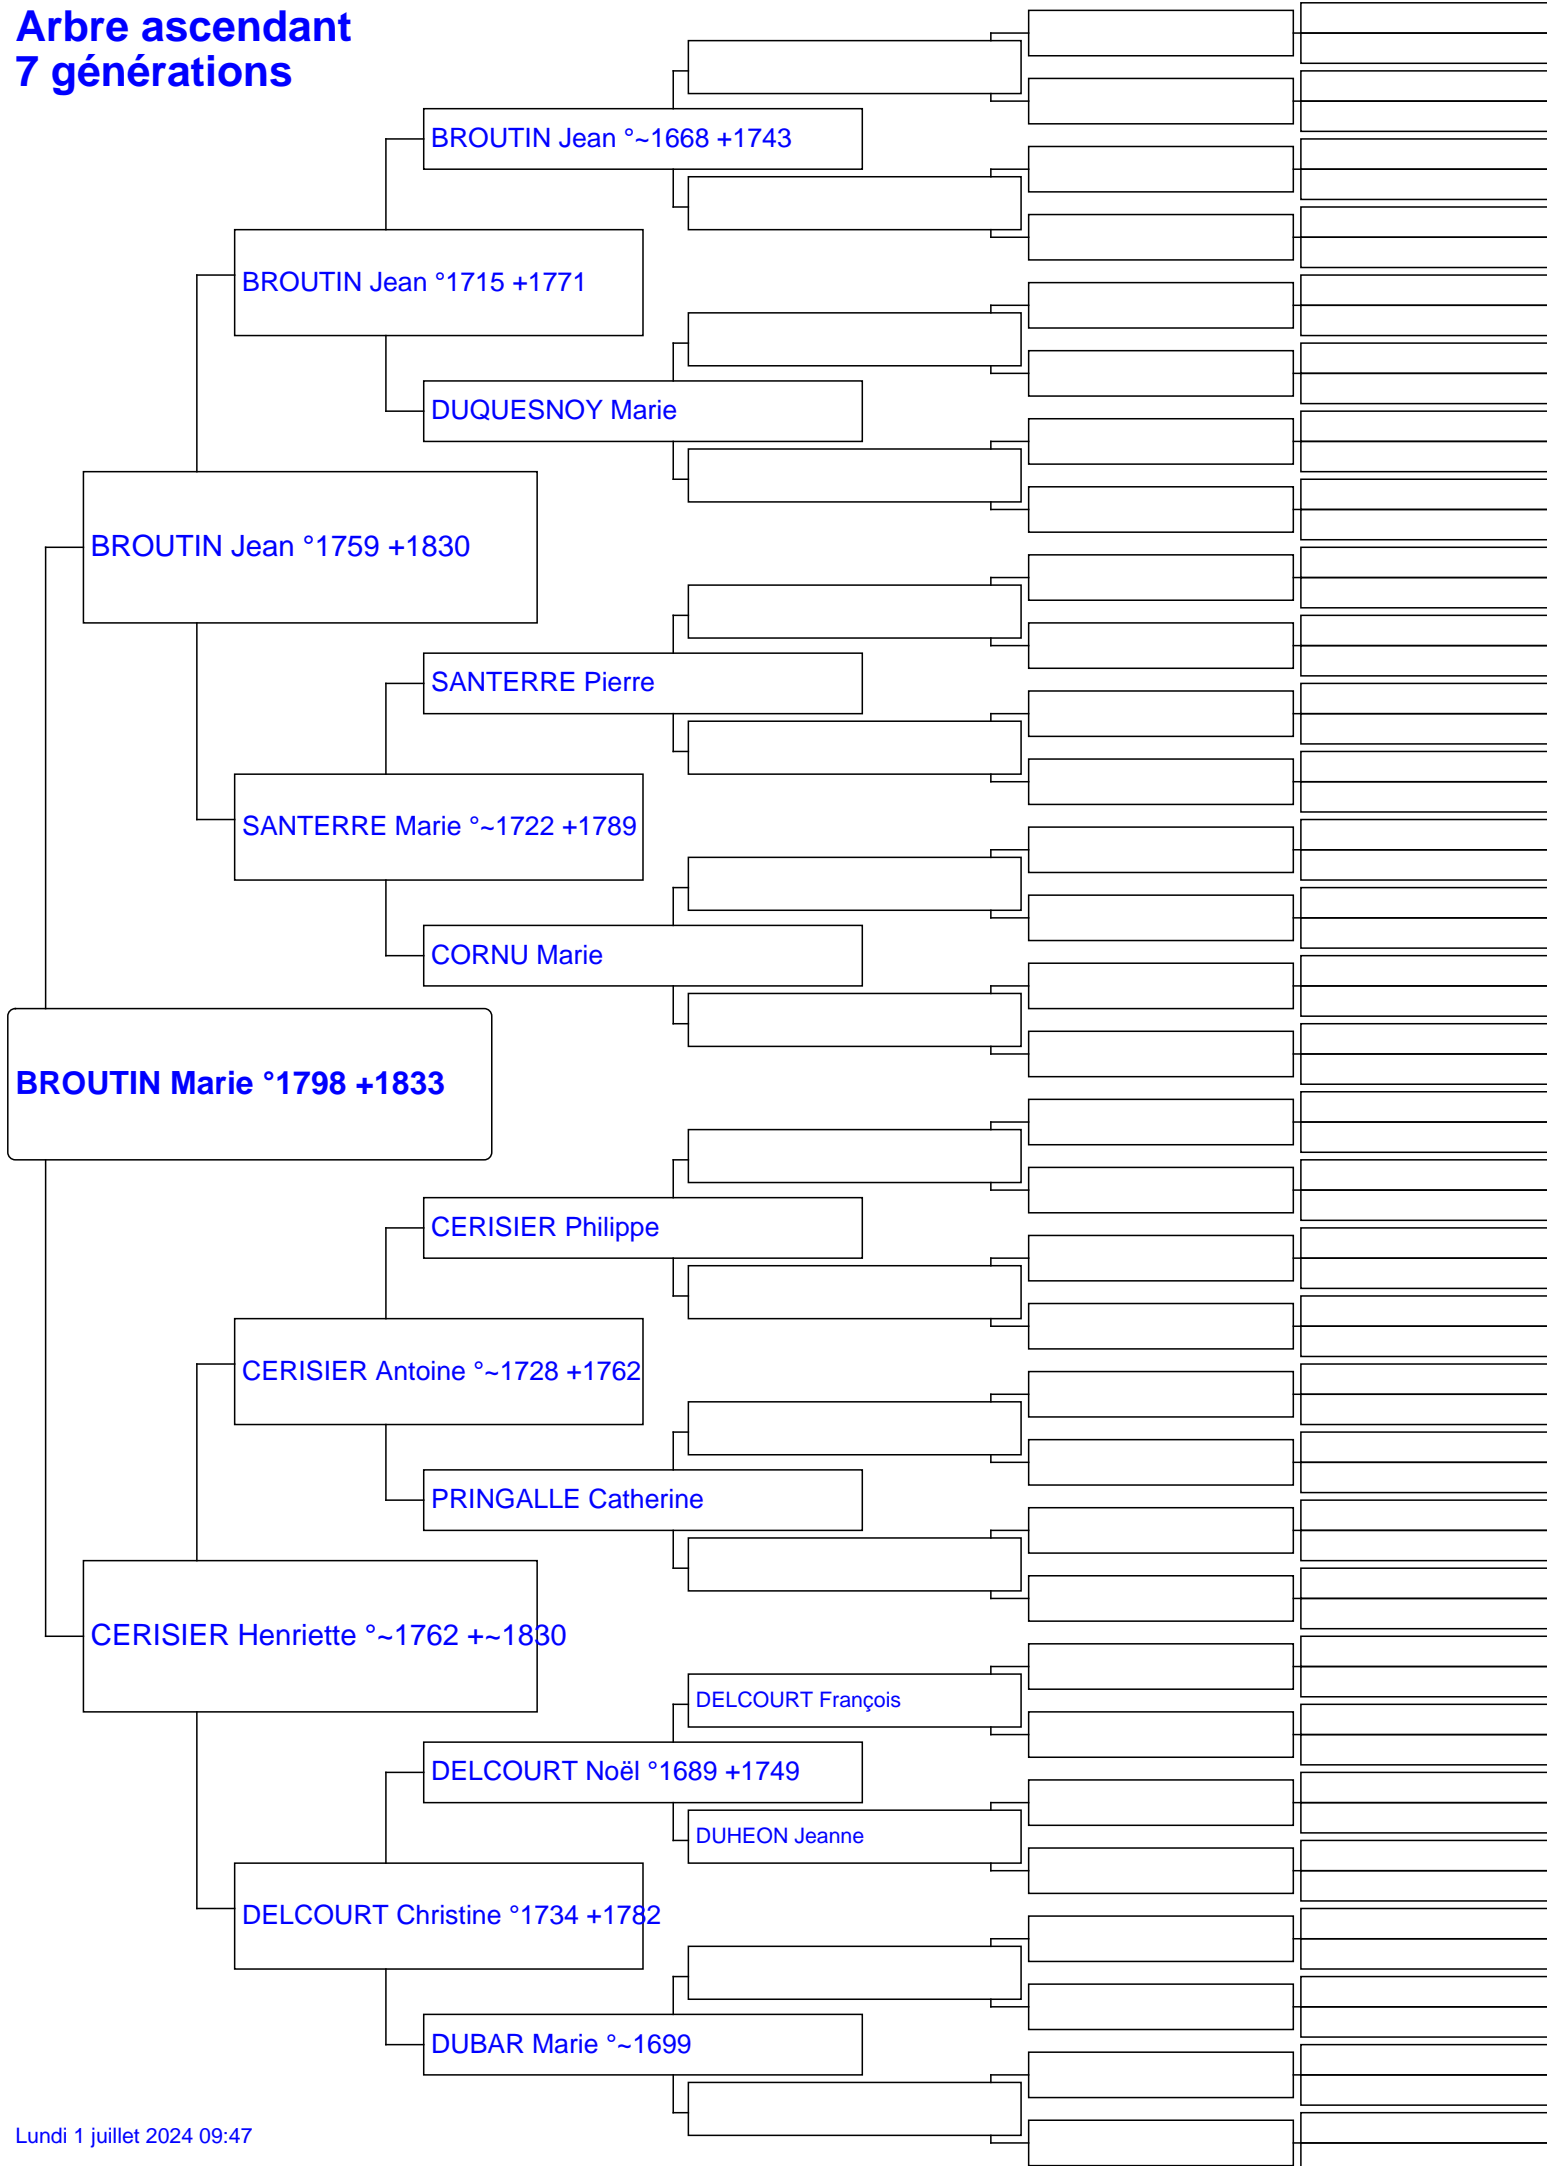 Arbre ascendant
7 générations
BROUTIN Jean °~1668 +1743
BROUTIN Jean °1715 +1771
DUQUESNOY Marie
BROUTIN Jean °1759 +1830
SANTERRE Pierre
SANTERRE Marie °~1722 +1789
CORNU Marie
BROUTIN Marie °1798 +1833
CERISIER Philippe
CERISIER Antoine °~1728 +1762
PRINGALLE Catherine
CERISIER Henriette °~1762 +~1830
DELCOURT François
DELCOURT Noël °1689 +1749
DUHEON Jeanne
DELCOURT Christine °1734 +1782
DUBAR Marie °~1699
Lundi 1 juillet 2024 09:47